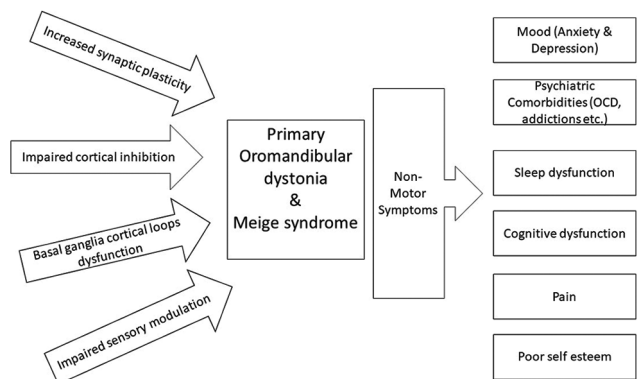 Increased synaptic plasticity
Impaired cortical inhibition
Basal ganglia cortical loops
dysfunction
Impaired sensory modulation
Primary
Oromandibular
dystonia
&
Meige syndrome
Non-
Motor
Symptoms
Mood (Anxiety &
Depression)
Psychiatric
Comorbidities (OCD,
addictions etc.)
Sleep dysfunction
Cognitive dysfunction
Pain
Poor self esteem